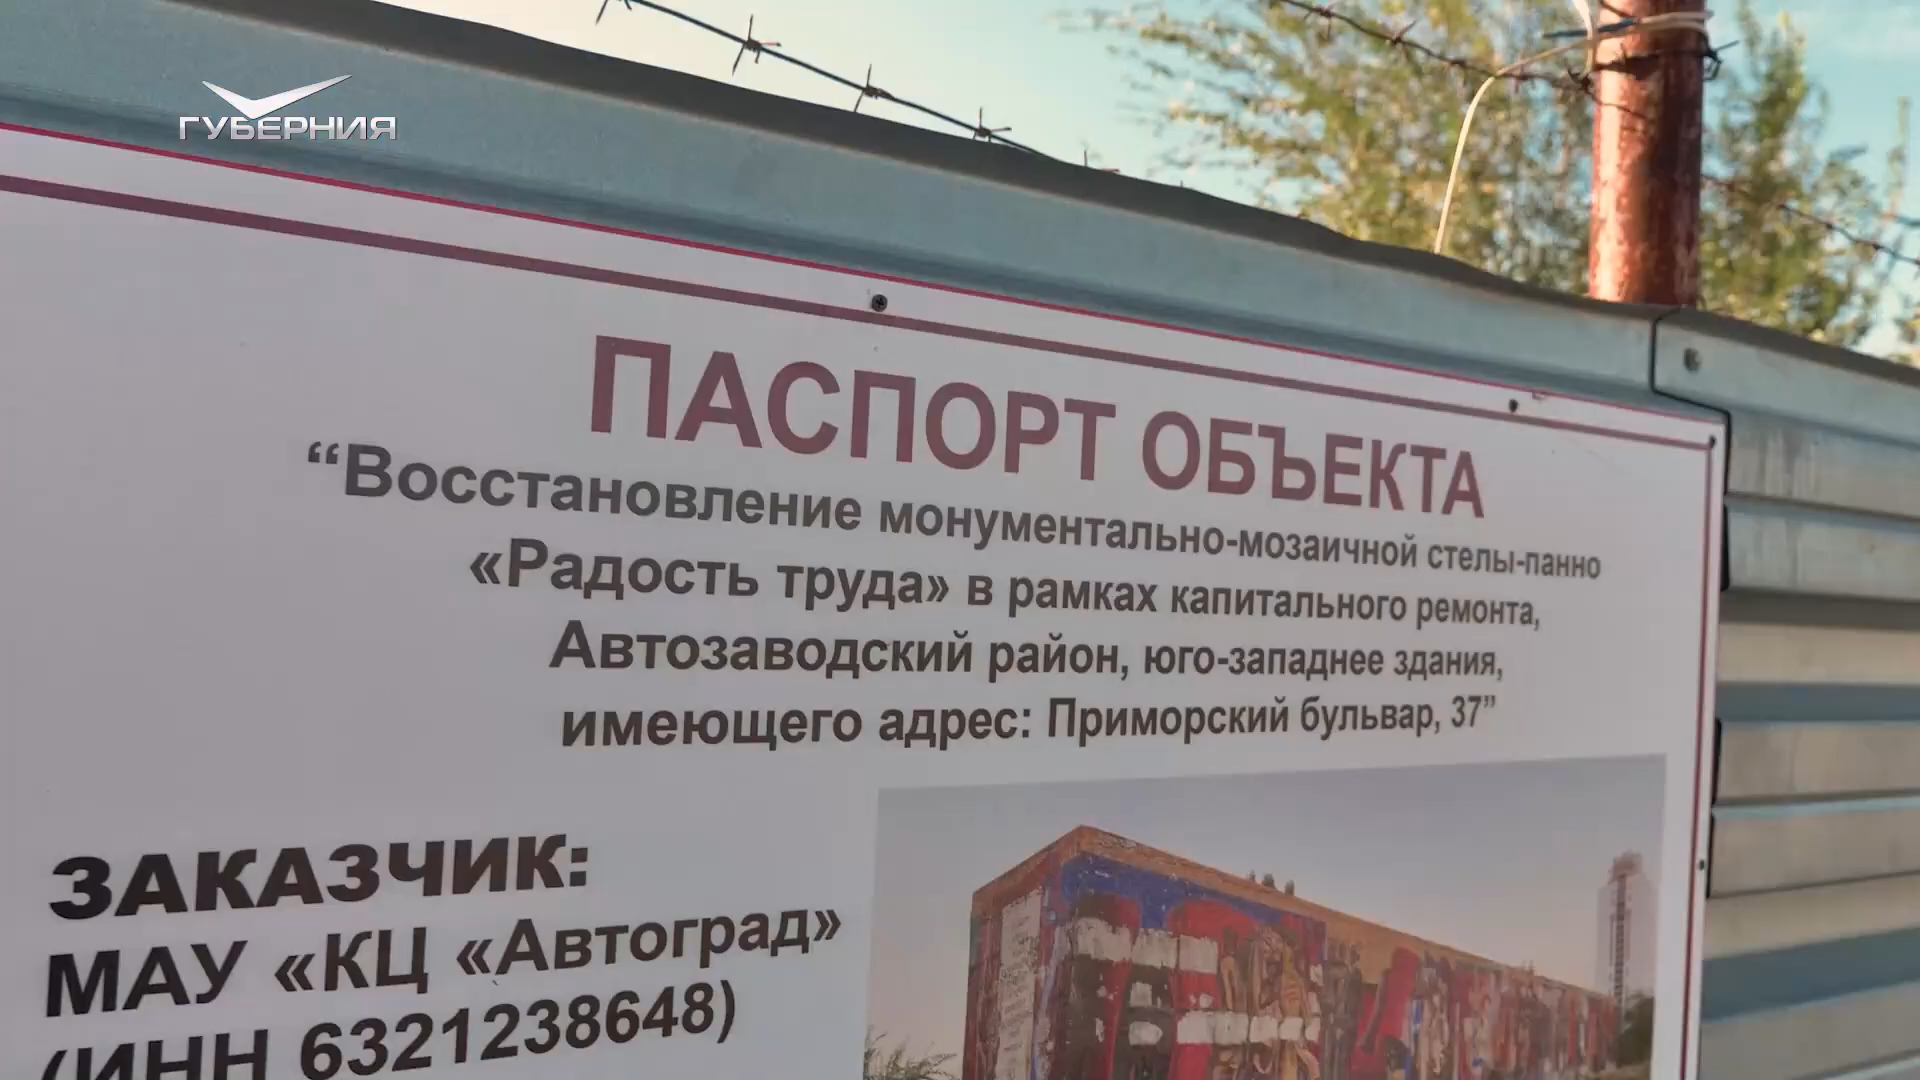 ГУБЕРНИЯ
ПАСПОРТ ОБЪЕКТА
“Восстановление монументально-мозаичной стелы-панно
«Радость труда» в рамках капитального ремонта,
Автозаводский район, юго-западнее здания,
имеющего адрес: Приморский бульвар, 37”
ЗАКАЗЧИК:
МАУ «КЦ «Автоград»
(ИНН 6321238648)